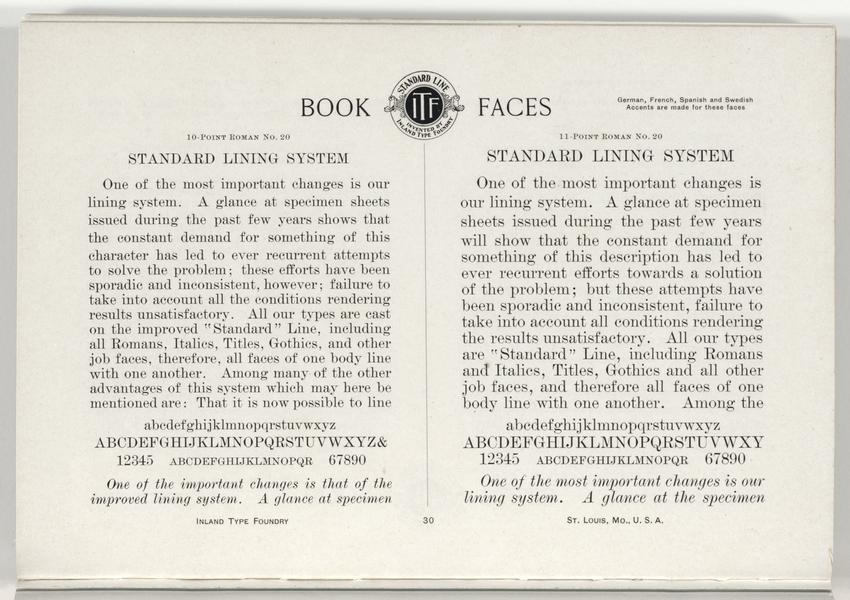 BOOK
STANDARD LINE
ITF
INVENTED BY
INLAND TYPE FOUNDRY
FACES
German, French, Spanish and Swedish
Accents are made for these faces
10-POINT ROMAN NO. 20
STANDARD LINING SYSTEM
One of the most important changes is our
lining system. A glance at specimen sheets
issued during the past few years shows that
the constant demand for something of this
character has led to ever recurrent attempts
to solve the problem; these efforts have been
sporadic and inconsistent, however; failure to
take into account all the conditions rendering
results unsatisfactory. All our types are cast
on the improved "Standard" Line, including
all Romans, Italics, Titles, Gothics, and other
job faces, therefore, all faces of one body line
with one another. Among many of the other
advantages of this system which may here be
mentioned are: That it is now possible to line
abcdefghijklmnopqrstuvwxyz
ABCDEFGHIJKLMNOPQRSTUVWXYZ&
12345 ABCDEFGHIJKLMNOPQR 67890
One of the important changes is that of the
improved lining system. A glance at specimen
11-POINT ROMAN NO. 20
STANDARD LINING SYSTEM
One of the most important changes is
our lining system. A glance at specimen
sheets issued during the past few years
will show that the constant demand for
something of this description has led to
ever recurrent efforts towards a solution
of the problem; but these attempts have
been sporadic and inconsistent, failure to
take into account all conditions rendering
the results unsatisfactory. All our types
are "Standard" Line, including Romans
and Italics, Titles, Gothics and all other
job faces, and therefore all faces of one
body line with one another. Among the
abcdefghijklmnopqrstuvwxyz
ABCDEFGHIJKLMNOPQRSTUVWXY
12345 ABCDEFGHIJKLMNOPQR 67890
One of the most important changes is our
lining system. A glance at the specimen
INLAND TYPE FOUNDRY
30
ST. LOUIS, MO., U. S. A.